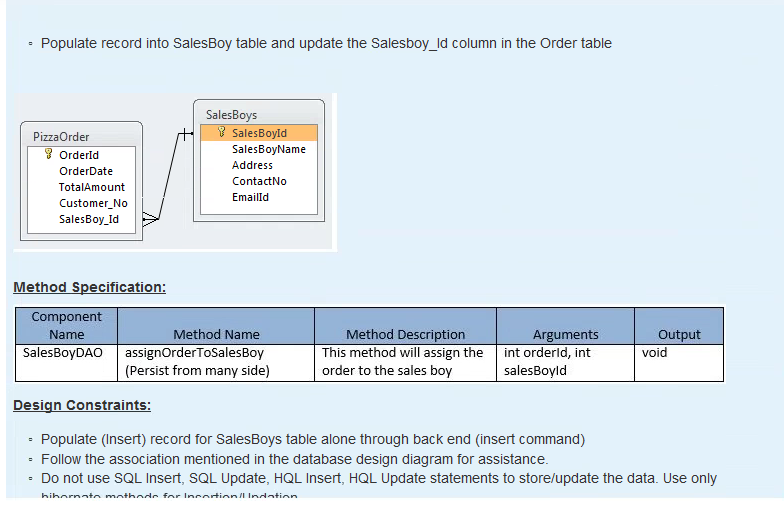 Populate record into SalesBoy table and update the Salesboy_Id column in the Order table
SalesBoys
SalesBoyId
SalesBoyName
Address
ContactNo
EmailId
PizzaOrder
OrderId
OrderDate
TotalAmount
Customer_No
SalesBoy_Id
Method Specification:
Component Name Method Name Method Description Arguments Output
SalesBoyDAO assignOrderToSalesBoy This method will assign the int orderId, int void
(Persist from many side) order to the sales boy salesBoyId
Design Constraints:
Populate (Insert) record for SalesBoys table alone through back end (insert command)
Follow the association mentioned in the database design diagram for assistance.
Do not use SQL Insert, SQL Update, HQL Insert, HQL Update statements to store/update the data. Use only
hibernate methods for Insertion/Updation